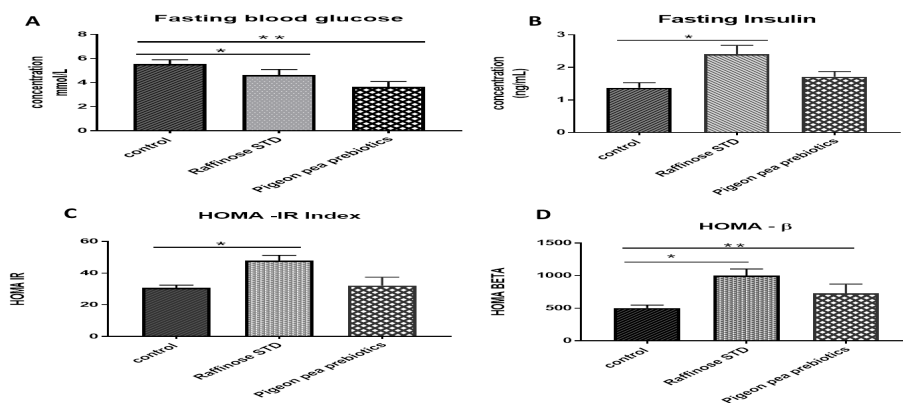 A
Fasting blood glucose
concentration
mmol/L
8
6
4
2
0
**
*
control
Raffinose STD
Pigeon pea prebiotics
B
Fasting Insulin
concentration
(ng/mL)
3
2
1
0
*
control
Raffinose STD
Pigeon pea prebiotics
C
HOMA -IR Index
HOMA IR
60
40
20
0
*
control
Raffinose STD
Pigeon pea prebiotics
D
HOMA - β
HOMA BETA
1500
1000
500
0
**
*
control
Raffinose STD
Pigeon pea prebiotics